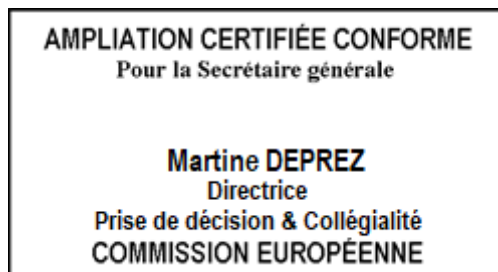 AMPLIATION CERTIFIÉE CONFORME
Pour la Secrétaire générale
Martine DEPREZ
Directrice
Prise de décision & Collégialité
COMMISSION EUROPÉENNE